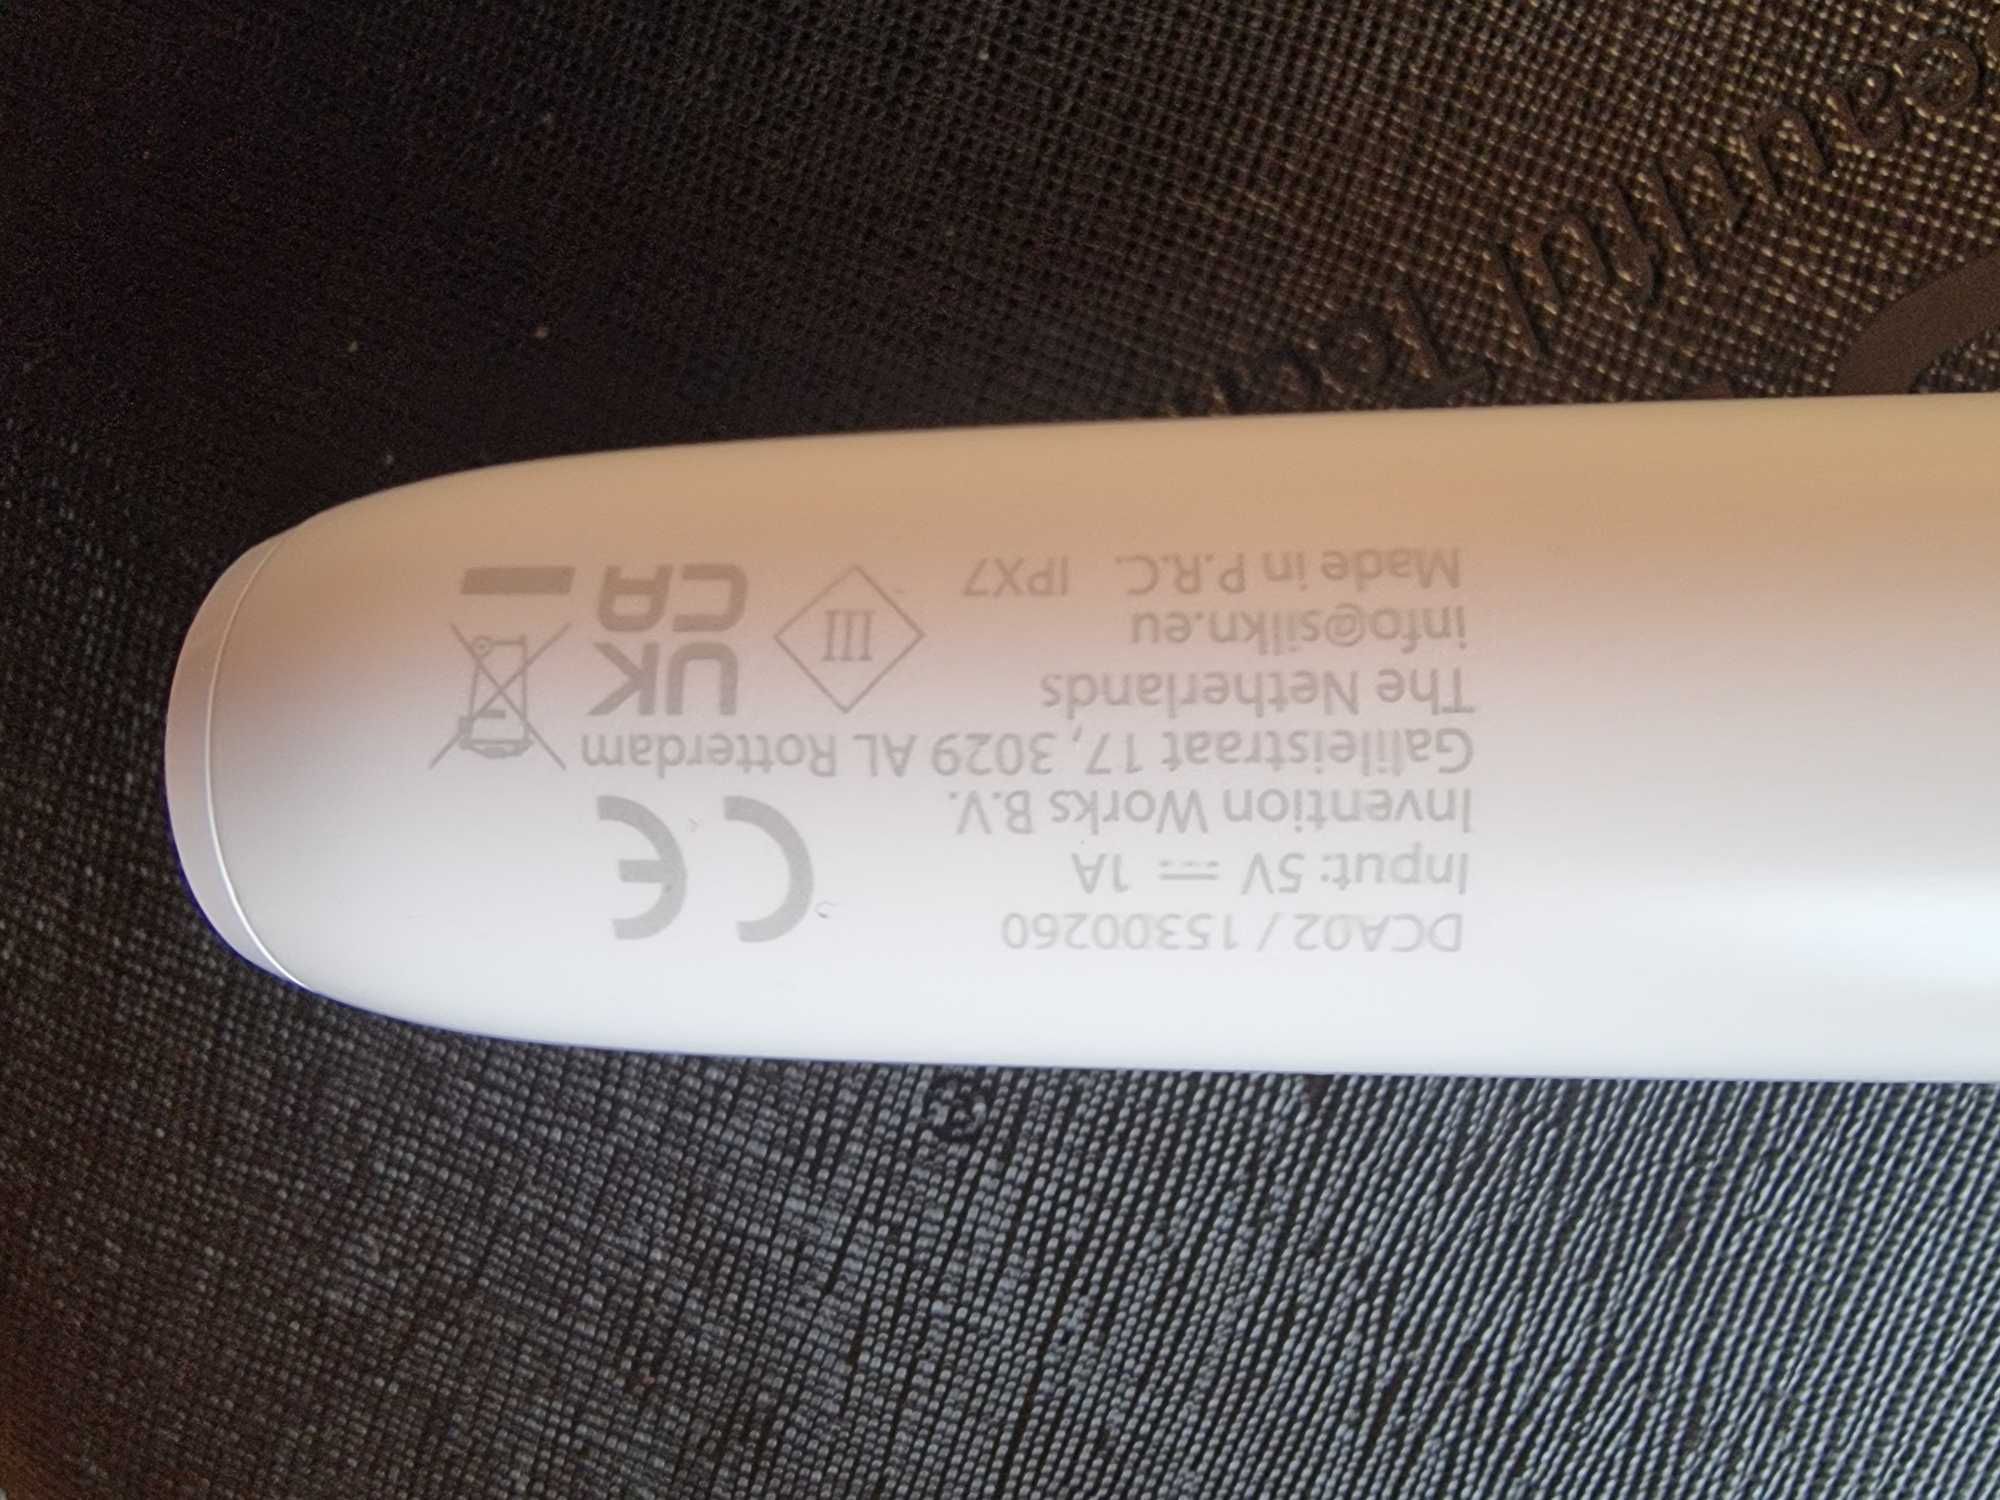 DCA02 / 15300260
Input: 5V ⎓ 1A
Invention Works B.V.
Galileistraat 17, 3029 AL Rotterdam
The Netherlands
info@silkn.eu
Made in P.R.C. IPX7
CE
III
UK
CA